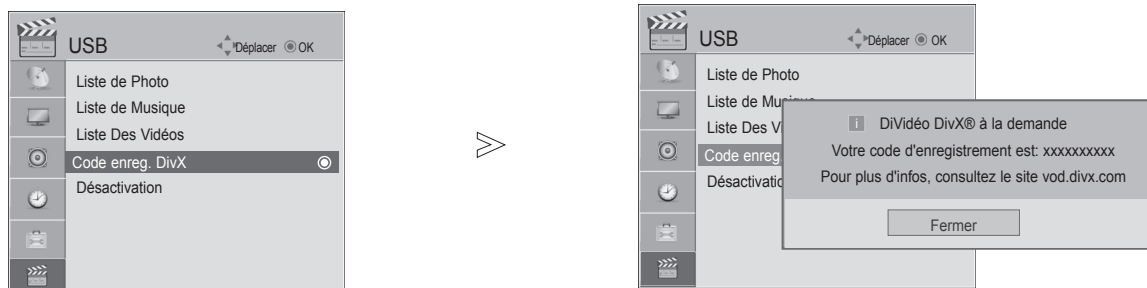 USB
Déplacer OK
Liste de Photo
Liste de Musique
Liste Des Vidéos
Code enreg. DivX
Désactivation
USB
Déplacer OK
Liste de Photo
Liste de
Liste Des
Code enreg
DiVidéo DivX® à la demande
Votre code d'enregistrement est: xxxxxxxxxx
Pour plus d'infos, consultez le site vod.divx.com
Fermer